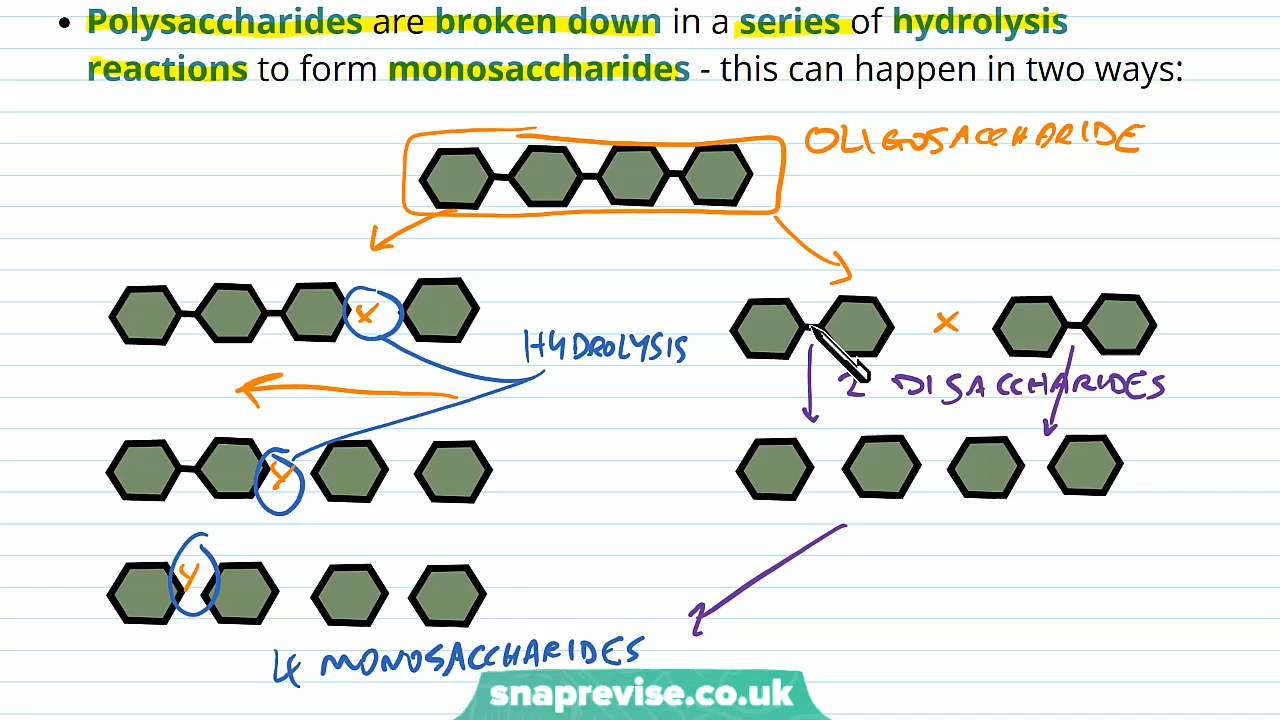 • Polysaccharides are broken down in a series of hydrolysis
reactions to form monosaccharides - this can happen in two ways:
OLIGOSACCHARIDE
x
HYDROLYSIS
x
2 DISACCHARIDES
x
x
4 MONOSACCHARIDES
snaprevise.co.uk